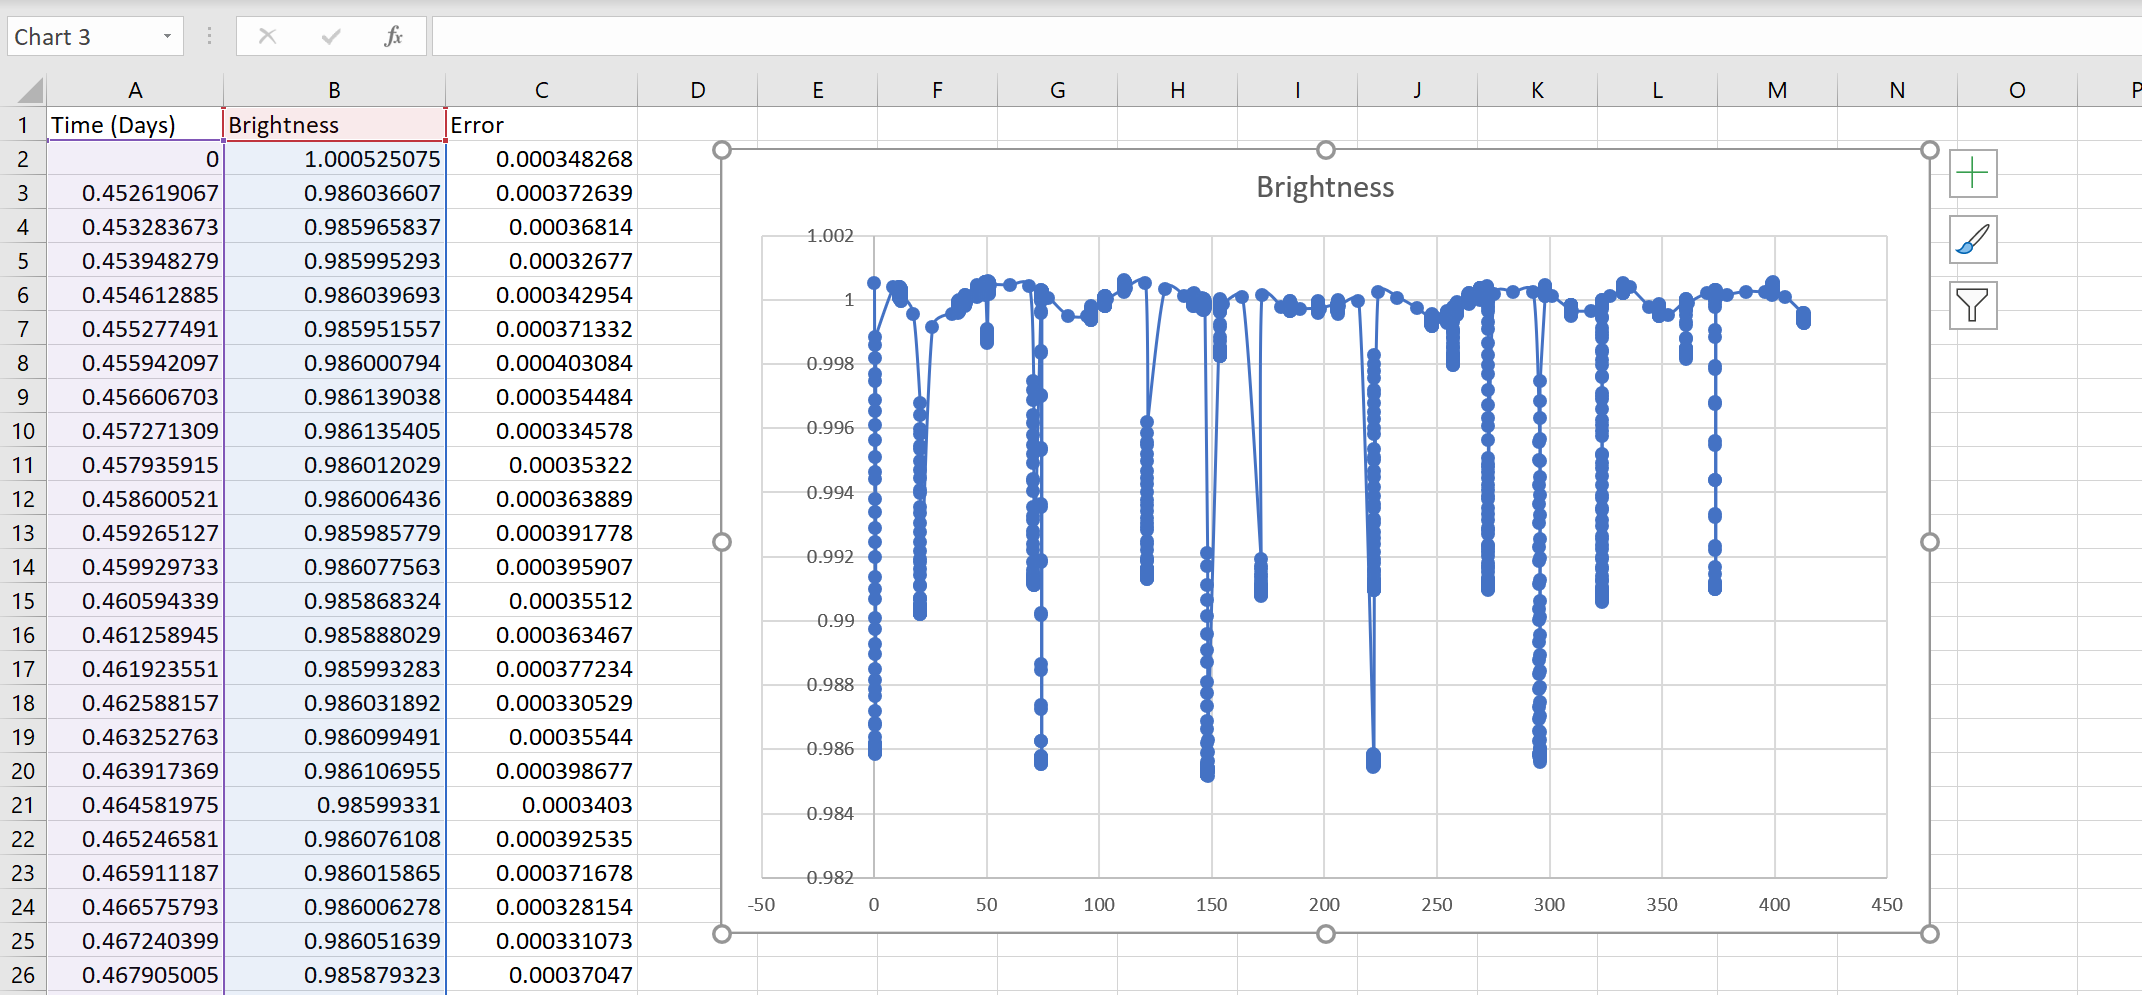 Chart 3 fx
A B C D E F G H I J K L M N O P
1 Time (Days) Brightness Error
2 0 1.000525075 0.000348268
3 0.452619067 0.986036607 0.000372639
4 0.453283673 0.985965837 0.00036814
5 0.453948279 0.985995293 0.00032677
6 0.454612885 0.986039693 0.000342954
7 0.455277491 0.985951557 0.000371332
8 0.455942097 0.986000794 0.000403084
9 0.456606703 0.986139038 0.000354484
10 0.457271309 0.986135405 0.000334578
11 0.457935915 0.986012029 0.00035322
12 0.458600521 0.986006436 0.000363889
13 0.459265127 0.985985779 0.000391778
14 0.459929733 0.986077563 0.000395907
15 0.460594339 0.985868324 0.00035512
16 0.461258945 0.985888029 0.000363467
17 0.461923551 0.985993283 0.000377234
18 0.462588157 0.986031892 0.000330529
19 0.463252763 0.986099491 0.00035544
20 0.463917369 0.986106955 0.000398677
21 0.464581975 0.98599331 0.0003403
22 0.465246581 0.986076108 0.000392535
23 0.465911187 0.986015865 0.000371678
24 0.466575793 0.986006278 0.000328154
25 0.467240399 0.986051639 0.000331073
26 0.467905005 0.985879323 0.00037047
Brightness
1.002
1
0.998
0.996
0.994
0.992
0.99
0.988
0.986
0.984
0.982
-50 0 50 100 150 200 250 300 350 400 450